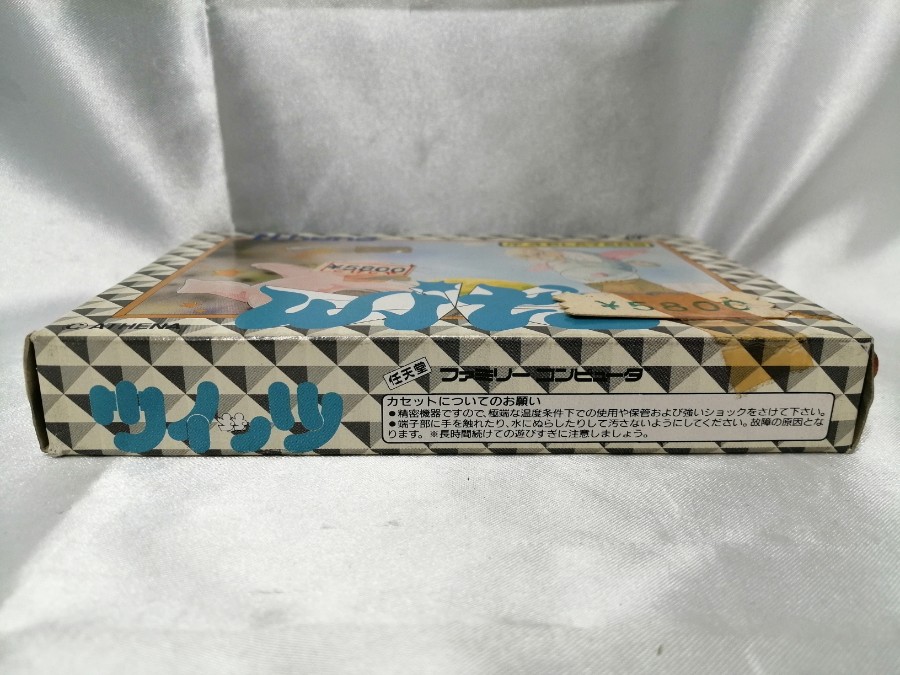 ¥5800
¥5800
© ATHENA
ツインツ
任天堂 ファミリーコンピュータ
カセットについてのお願い
●精密機器ですので、極端な温度条件下での使用や保管および強いショックをさけて下さい。
●端子部に手を触れたり、水にぬらしたりして汚さないようにしてください。故障の原因とな
ります。※長時間続けての遊びすぎに注意しましょう。